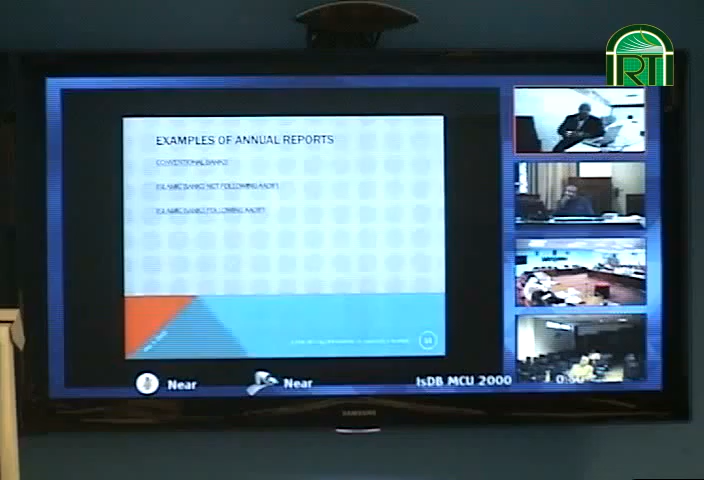 IRTI
EXAMPLES OF ANNUAL REPORTS
CONVENTIONAL BANKS
ISLAMIC BANKS NOT FOLLOWING AAOIFI
ISLAMIC BANKS FOLLOWING AAOIFI
Near
Near
IsDB MCU 2000
SAMSUNG